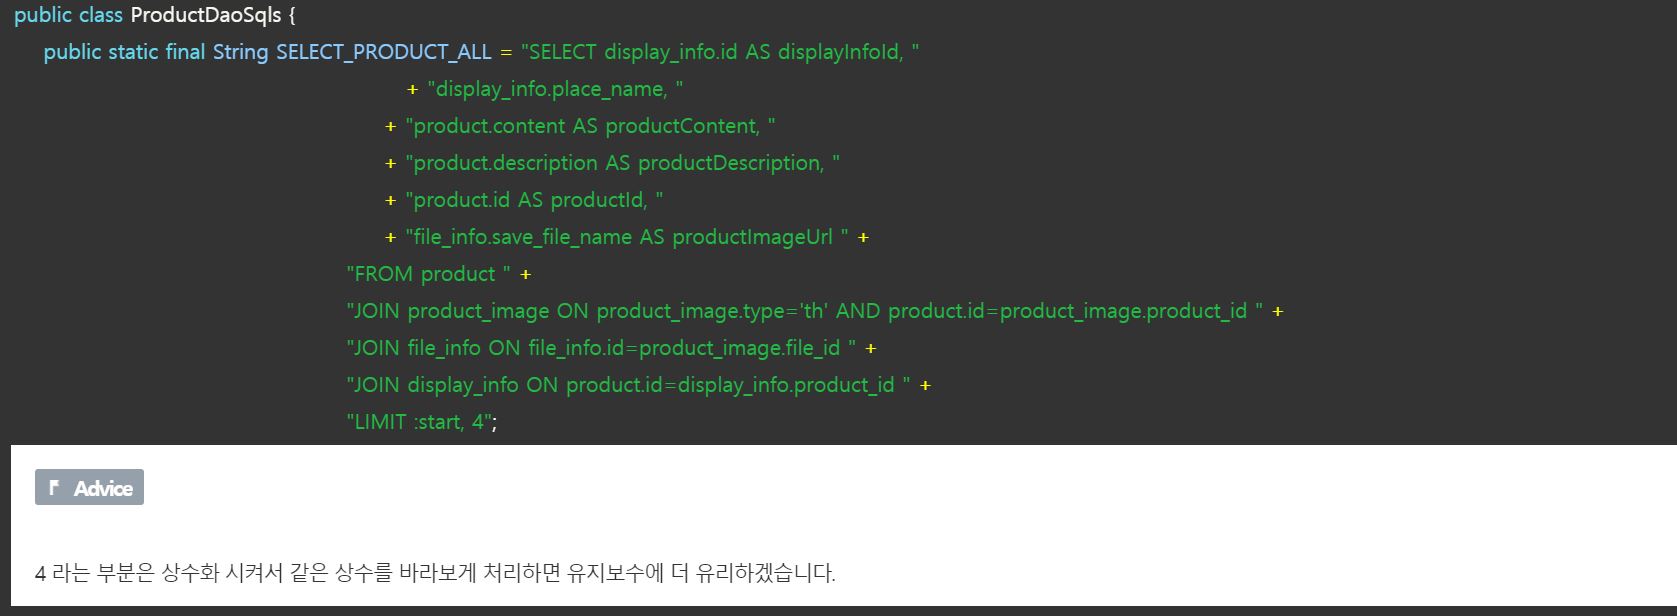 public class ProductDaoSqls {
public static final String SELECT_PRODUCT_ALL = "SELECT display_info.id AS displayInfoId, "
+ "display_info.place_name, "
+ "product.content AS productContent, "
+ "product.description AS productDescription, "
+ "product.id AS productId, "
+ "file_info.save_file_name AS productImageUrl " +
"FROM product " +
"JOIN product_image ON product_image.type='th' AND product.id=product_image.product_id " +
"JOIN file_info ON file_info.id=product_image.file_id " +
"JOIN display_info ON product.id=display_info.product_id " +
"LIMIT :start, 4";
Advice
4 라는 부분은 상수화 시켜서 같은 상수를 바라보게 처리하면 유지보수에 더 유리하겠습니다.